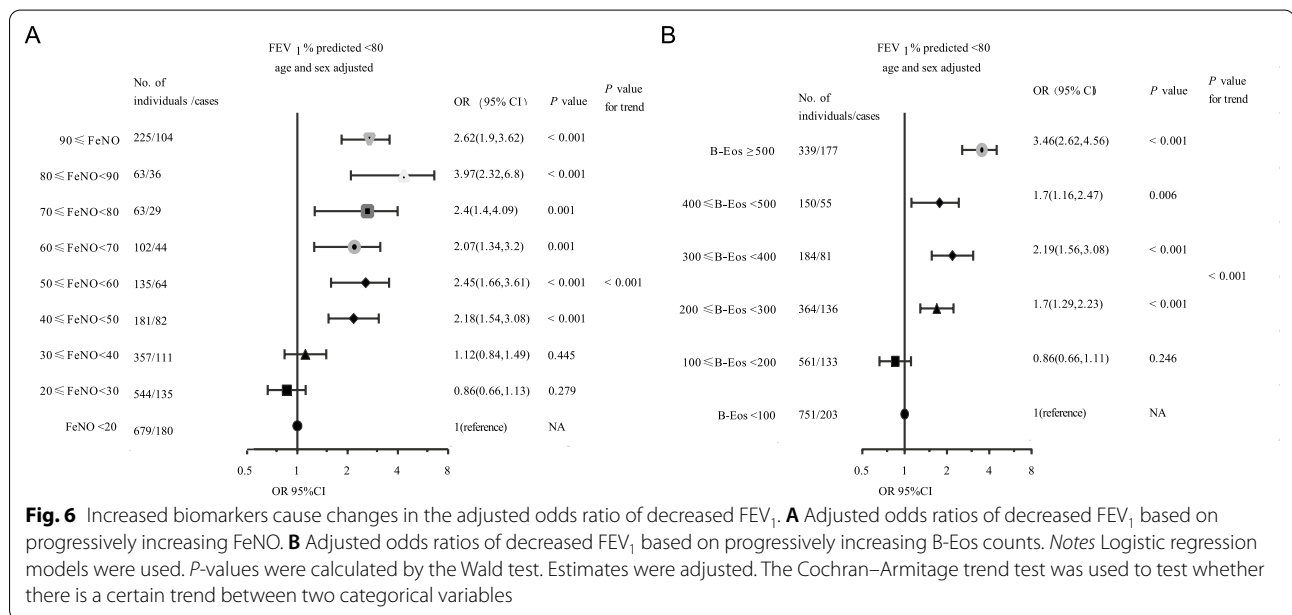 A
FEV 1 % predicted <80
age and sex adjusted
No. of
individuals /cases
OR (95% CI)
P value
P value
for trend
90 ≤ FeNO 225/104 2.62(1.9,3.62) < 0.001
80 ≤ FeNO<90 63/36 3.97(2.32,6.8) < 0.001
70 ≤ FeNO<80 63/29 2.4(1.4,4.09) 0.001
60 ≤ FeNO<70 102/44 2.07(1.34,3.2) 0.001
50 ≤ FeNO<60 135/64 2.45(1.66,3.61) < 0.001 < 0.001
40 ≤ FeNO<50 181/82 2.18(1.54,3.08) < 0.001
30 ≤ FeNO<40 357/111 1.12(0.84,1.49) 0.445
20 ≤ FeNO<30 544/135 0.86(0.66,1.13) 0.279
FeNO <20 679/180 1(reference) NA
0.5 1 2 4 8
OR 95%CI
B
FEV 1 % predicted <80
age and sex adjusted
No. of
individuals/cases
OR (95% CI)
P value
P value
for trend
B-Eos ≥500 339/177 3.46(2.62,4.56) < 0.001
400 ≤B-Eos <500 150/55 1.7(1.16,2.47) 0.006
300 ≤B-Eos <400 184/81 2.19(1.56,3.08) < 0.001
< 0.001
200 ≤B-Eos <300 364/136 1.7(1.29,2.23) < 0.001
100 ≤B-Eos <200 561/133 0.86(0.66,1.11) 0.246
B-Eos <100 751/203 1(reference) NA
0.5 1 2 4 8
OR 95%CI
Fig. 6 Increased biomarkers cause changes in the adjusted odds ratio of decreased FEV1. A Adjusted odds ratios of decreased FEV1 based on
progressively increasing FeNO. B Adjusted odds ratios of decreased FEV1 based on progressively increasing B-Eos counts. Notes Logistic regression
models were used. P-values were calculated by the Wald test. Estimates were adjusted. The Cochran–Armitage trend test was used to test whether
there is a certain trend between two categorical variables